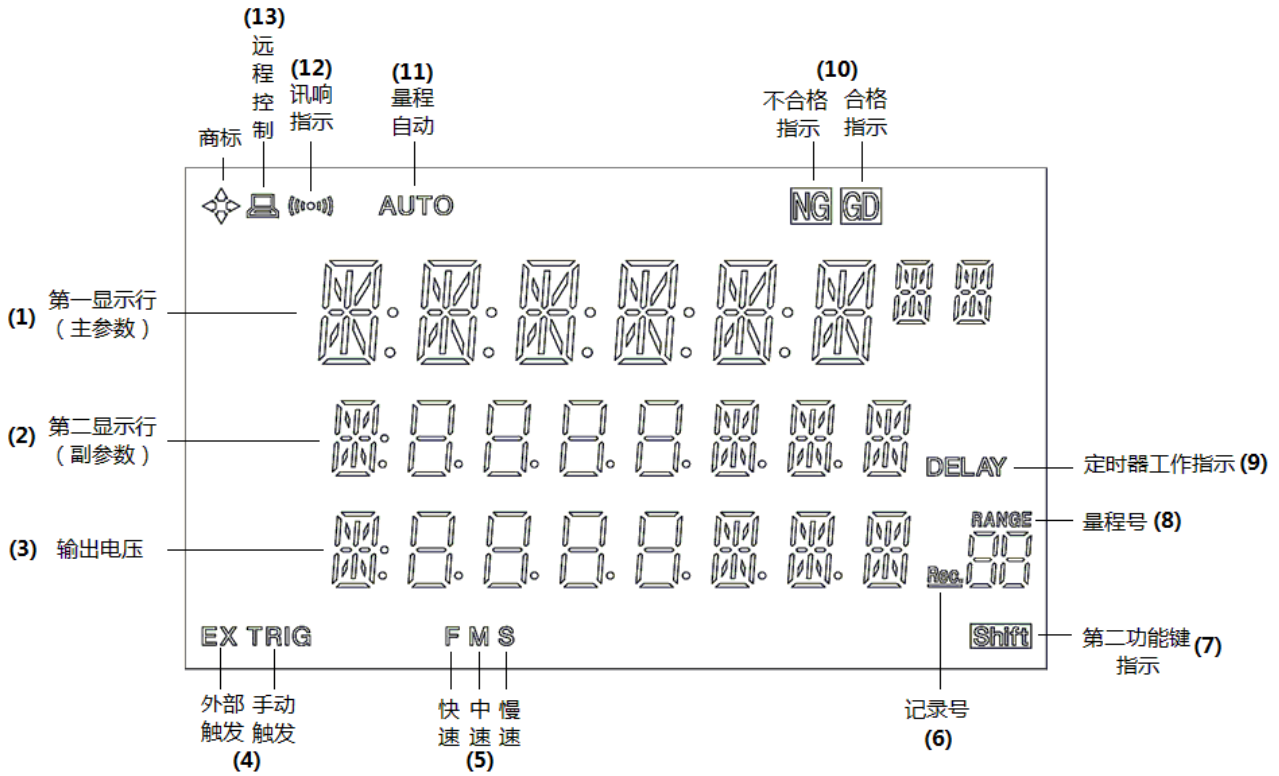 (13)
远
程
控
制
(12)
讯响
指示
(11)
量程
自动
(10)
不合格 合格
指示 指示
商标
AUTO
NG GD
(1) 第一显示行
（主参数）
(2) 第二显示行
（副参数）
DELAY
定时器工作指示 (9)
RANGE
量程号 (8)
(3) 输出电压
Rec.
EX TRIG
F M S
Shift
第二功能键 (7)
指示
外部 手动
触发 触发
(4)
快 中 慢
速 速 速
(5)
记录号
(6)